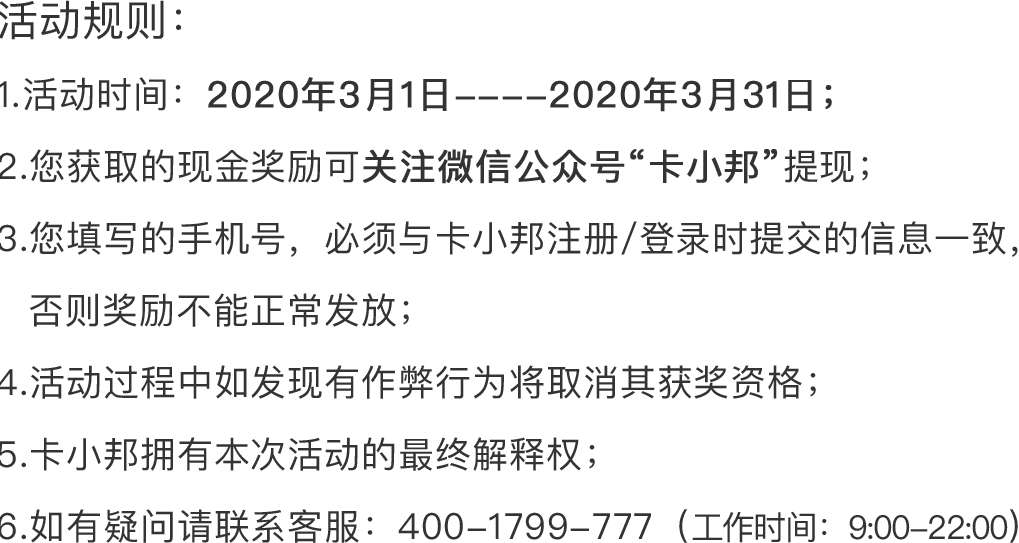 活动规则：
1.活动时间：2020年3月1日----2020年3月31日；
2.您获取的现金奖励可关注微信公众号“卡小邦”提现；
3.您填写的手机号，必须与卡小邦注册/登录时提交的信息一致，
否则奖励不能正常发放；
4.活动过程中如发现有作弊行为将取消其获奖资格；
5.卡小邦拥有本次活动的最终解释权；
6.如有疑问请联系客服：400-1799-777（工作时间：9:00-22:00）